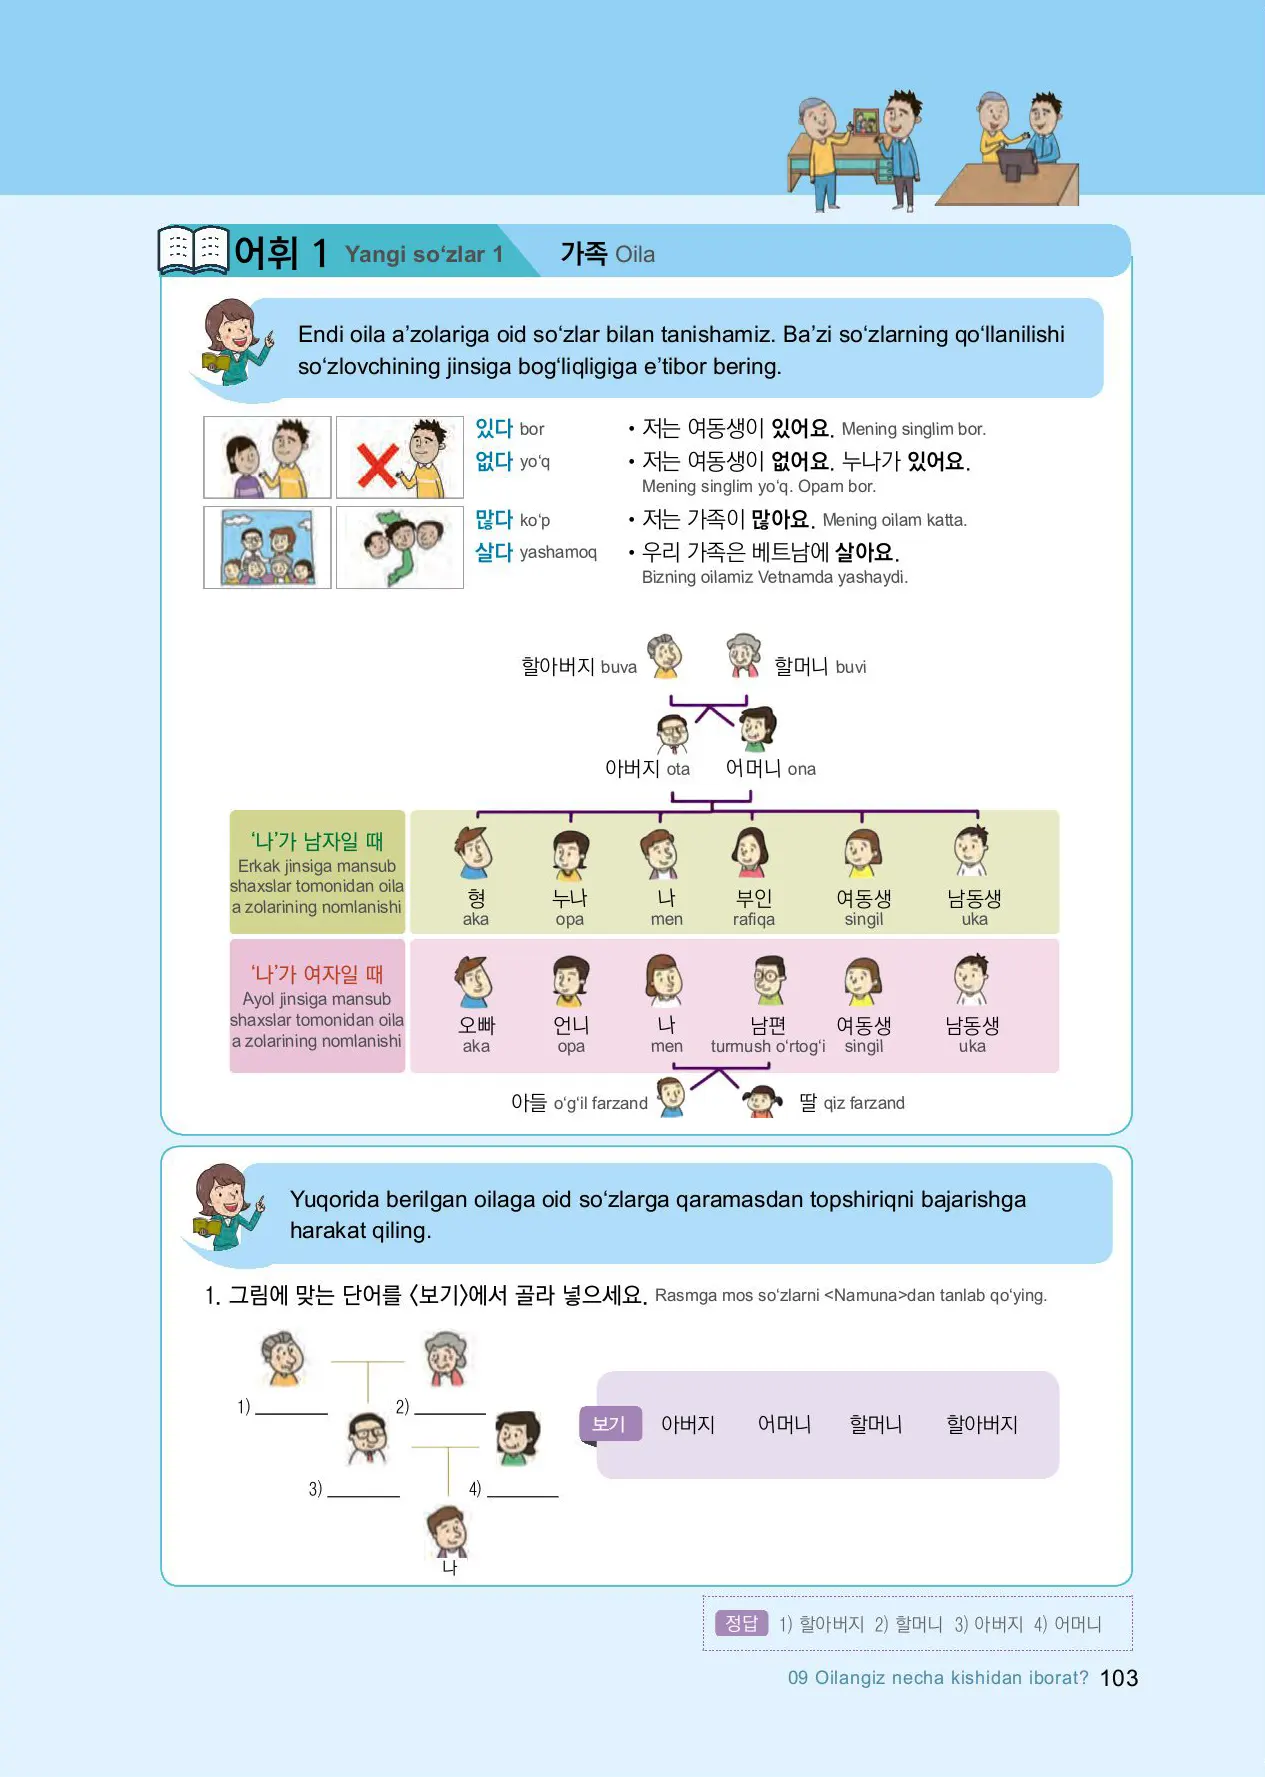 어휘 1 Yangi so‘zlar 1 가족 Oila
Endi oila a’zolariga oid so‘zlar bilan tanishamiz. Ba’zi so‘zlarning qo‘llanilishi
so‘zlovchining jinsiga bog‘liqligiga e’tibor bering.
있다 bor • 저는 여동생이 있어요. Mening singlim bor.
없다 yo‘q • 저는 여동생이 없어요. 누나가 있어요.
Mening singlim yo‘q. Opam bor.
많다 ko‘p • 저는 가족이 많아요. Mening oilam katta.
살다 yashamoq • 우리 가족은 베트남에 살아요.
Bizning oilamiz Vetnamda yashaydi.
할아버지 buva 할머니 buvi
아버지 ota 어머니 ona
‘나’가 남자일 때
Erkak jinsiga mansub
shaxslar tomonidan oila
a zolarining nomlanishi
형 누나 나 부인 여동생 남동생
aka opa men rafiqa singil uka
‘나’가 여자일 때
Ayol jinsiga mansub
shaxslar tomonidan oila
a zolarining nomlanishi
오빠 언니 나 남편 여동생 남동생
aka opa men turmush o‘rtog‘i singil uka
아들 o‘g‘il farzand 딸 qiz farzand
Yuqorida berilgan oilaga oid so‘zlarga qaramasdan topshiriqni bajarishga
harakat qiling.
1. 그림에 맞는 단어를 〈보기〉에서 골라 넣으세요. Rasmga mos so‘zlarni <Namuna>dan tanlab qo‘ying.
1) ________ 2) ________
보기 아버지 어머니 할머니 할아버지
3) ________ 4) ________
나
정답 1) 할아버지 2) 할머니 3) 아버지 4) 어머니
09 Oilangiz necha kishidan iborat? 103